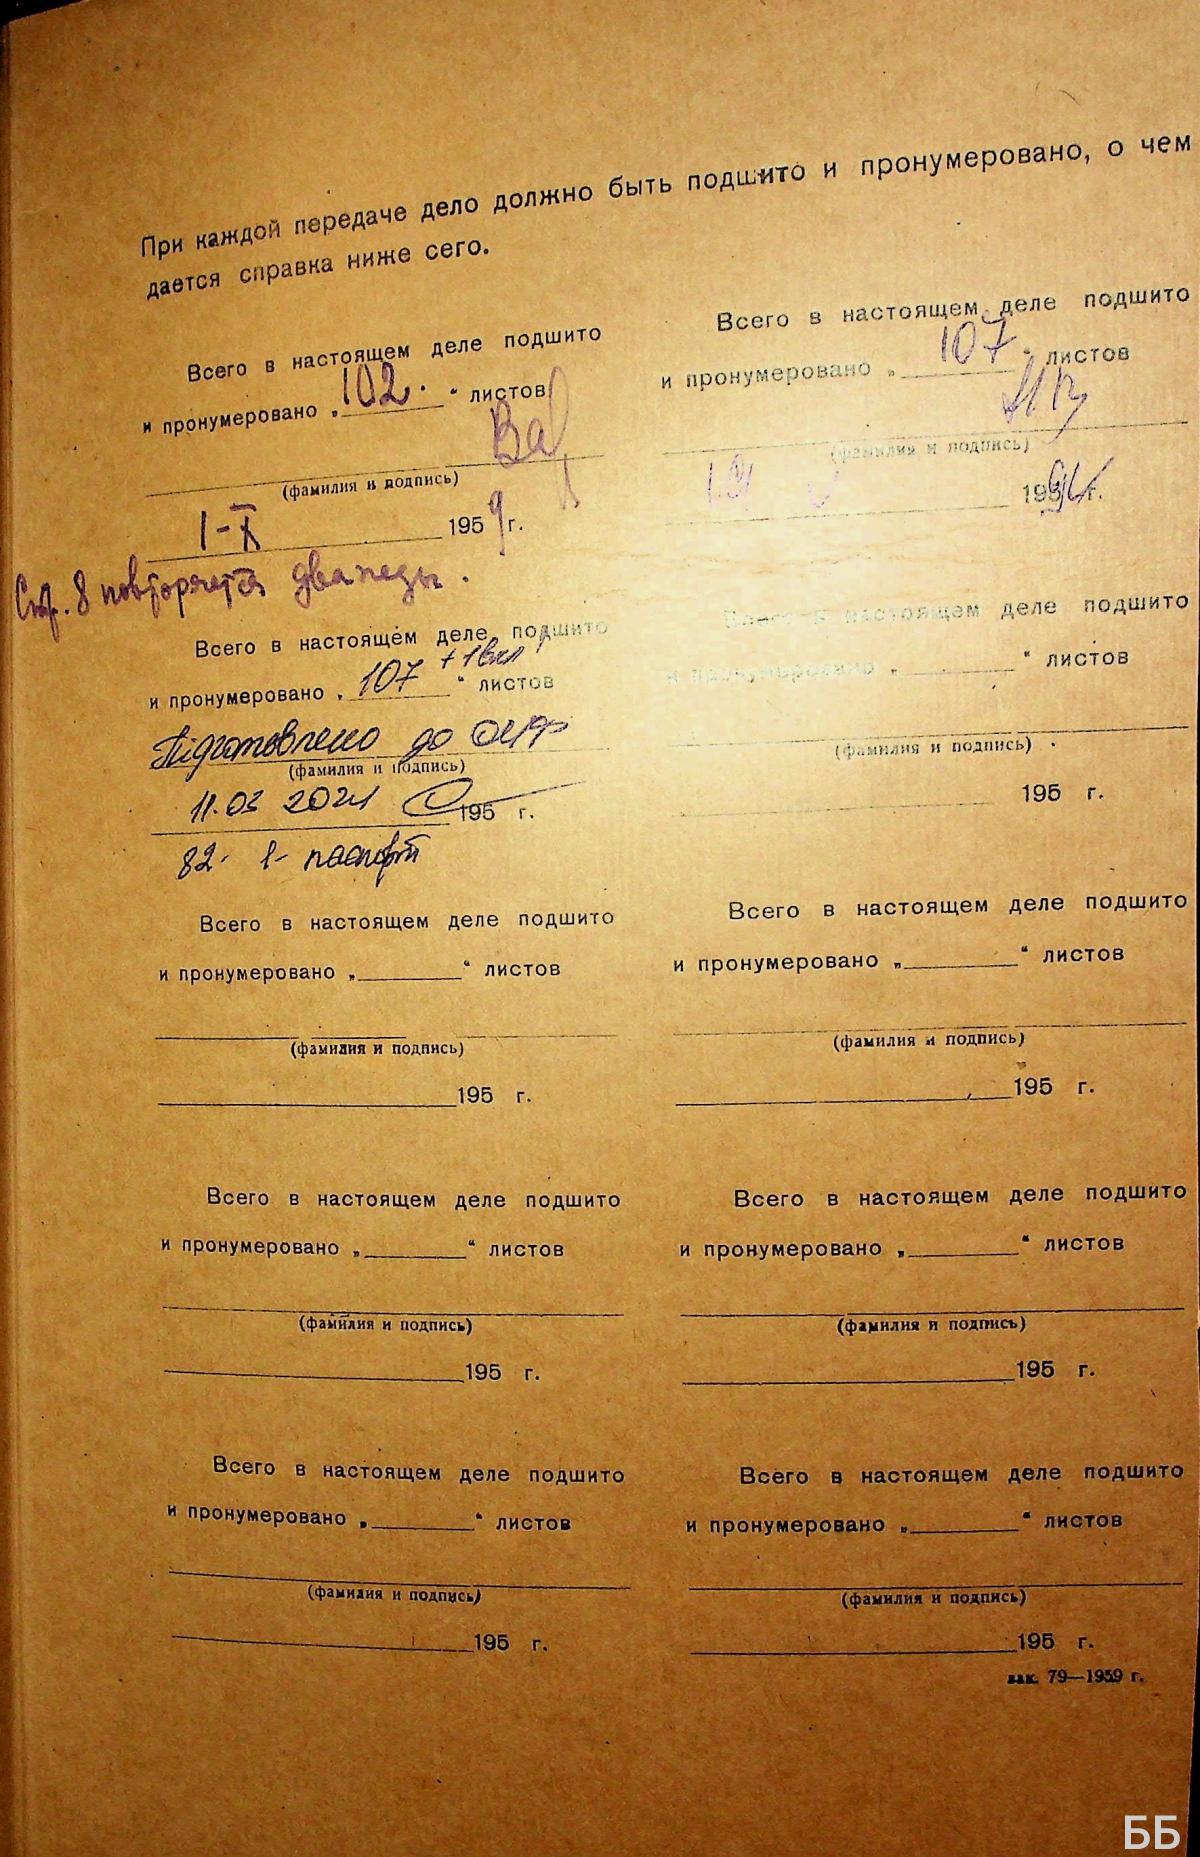 При каждой передаче дело должно быть подшито и пронумеровано, о чем
дается справка ниже сего.
Всего в настоящем деле подшито
и пронумеровано „102." листов
(фамилия и подпись)
I-X 1959 г.
Стр. 8 повторяется дважды.
Всего в настоящем деле подшито
и пронумеровано „107 +1вкл" листов
Підготовлено до
(фамилия и подпись)
11.03 2021 195 г.
82. 1- паспорт
Всего в настоящем деле подшито
и пронумеровано „ " листов
(фамилия и подпись)
195 г.
Всего в настоящем деле подшито
и пронумеровано „ " листов
(фамилия и подпись)
195 г.
Всего в настоящем деле подшито
и пронумеровано „ " листов
(фамилия и подпись)
195 г.
Всего в настоящем деле подшито
и пронумеровано „107" листов
(фамилия и подпись)
195 г.
Всего в настоящем деле подшито
и пронумеровано „ " листов
(фамилия и подпись)
195 г.
Всего в настоящем деле подшито
и пронумеровано „ " листов
(фамилия и подпись)
195 г.
Всего в настоящем деле подшито
и пронумеровано „ " листов
(фамилия и подпись)
195 г.
Всего в настоящем деле подшито
и пронумеровано „ " листов
(фамилия и подпись)
195 г.
зак. 79—1959 г.
ББ